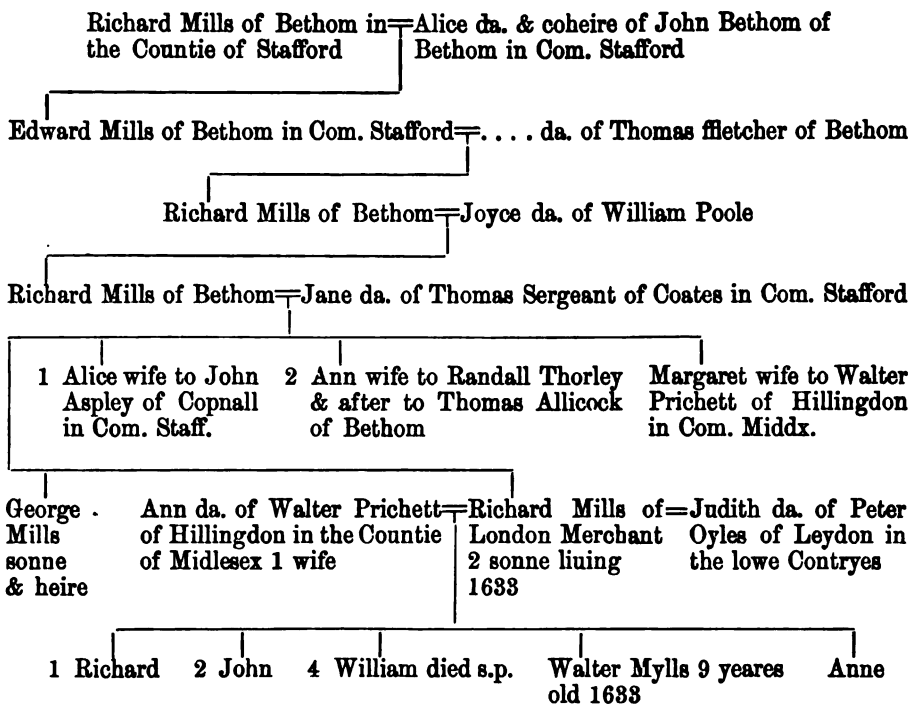 Richard Mills of Bethom in=Alice da. & coheire of John Bethom of
the Countie of Stafford
Bethom in Com. Stafford
Edward Mills of Bethom in Com. Stafford=.... da. of Thomas ffletcher of Bethom
Richard Mills of Bethom=Joyce da. of William Poole
Richard Mills of Bethom=Jane da. of Thomas Sergeant of Coates in Com. Stafford
1 Alice wife to John
Aspley of Copnall
in Com. Staff.
2 Ann wife to Randall Thorley
& after to Thomas Allicock
of Bethom
Margaret wife to Walter
Prichett of Hillingdon
in Com. Middx.
George
Mills
sonne
& heire
Ann da. of Walter Prichett=
of Hillingdon in the Countie
of Midlesex 1 wife
Richard Mills of=
London Merchant
2 sonne liuing
1633
Judith da. of Peter
Oyles of Leydon in
the lowe Contryes
1 Richard
2 John
4 William died s.p.
Walter Mylls 9 yeares
old 1633
Anne